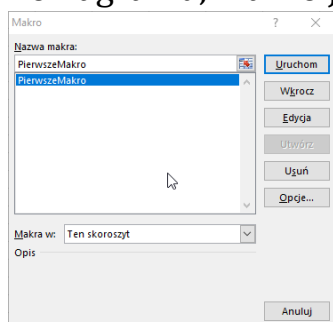 Makro
? ×
Nazwa makra:
PierwszeMakro
PierwszeMakro
Uruchom
Wkrocz
Edycja
Utwórz
Usuń
Opcje...
Makra w: Ten skoroszyt
Opis
Anuluj